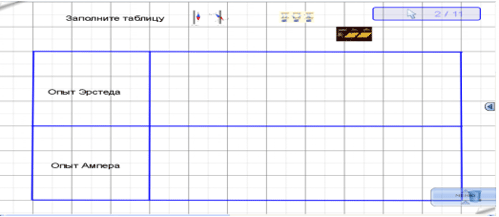 Заполните таблицу
2 / 11
Опыт Эрстеда
Опыт Ампера